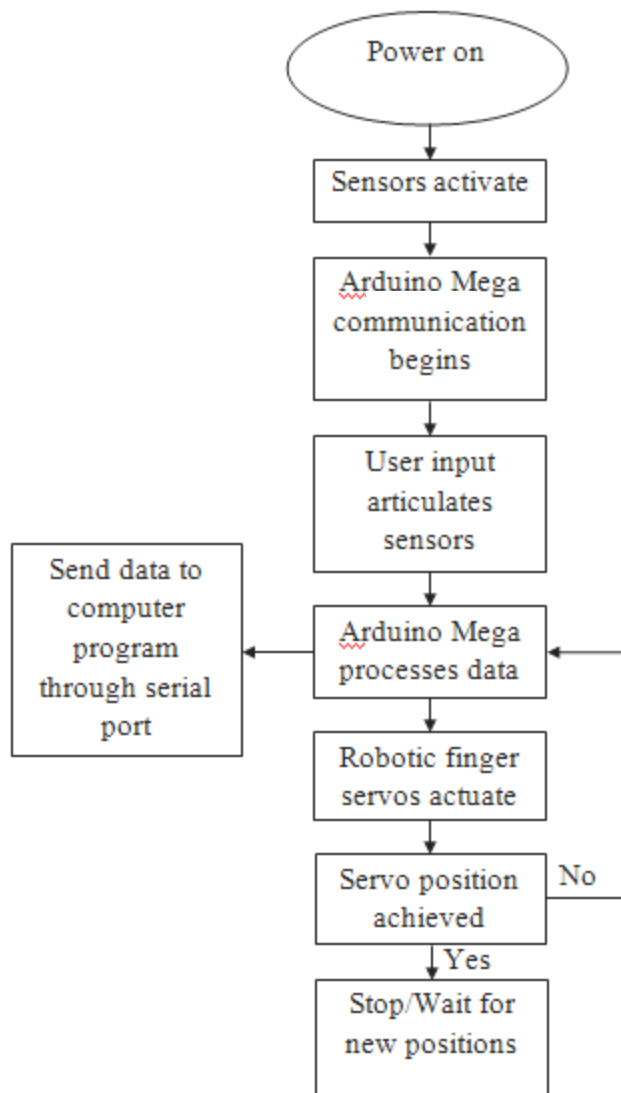 Power on
Sensors activate
Arduino Mega
communication
begins
User input
articulates
sensors
Send data to
computer
program
through serial
port
Arduino Mega
processes data
Robotic finger
servos actuate
Servo position
achieved
No
Yes
Stop/Wait for
new positions